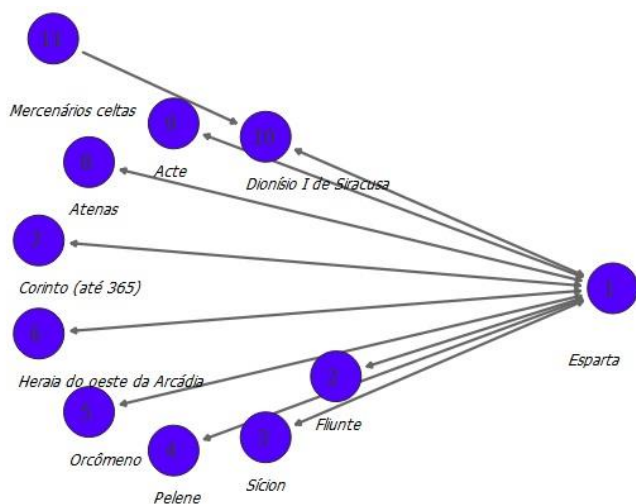 11
Mercenários celtas
9
10
Acte
Dionísio I de Siracusa
8
Atenas
7
Corinto (até 365)
1
Esparta
6
Heraia do oeste da Arcádia
2
Fliunte
5
Orcômeno
4
Pelene
3
Sícion